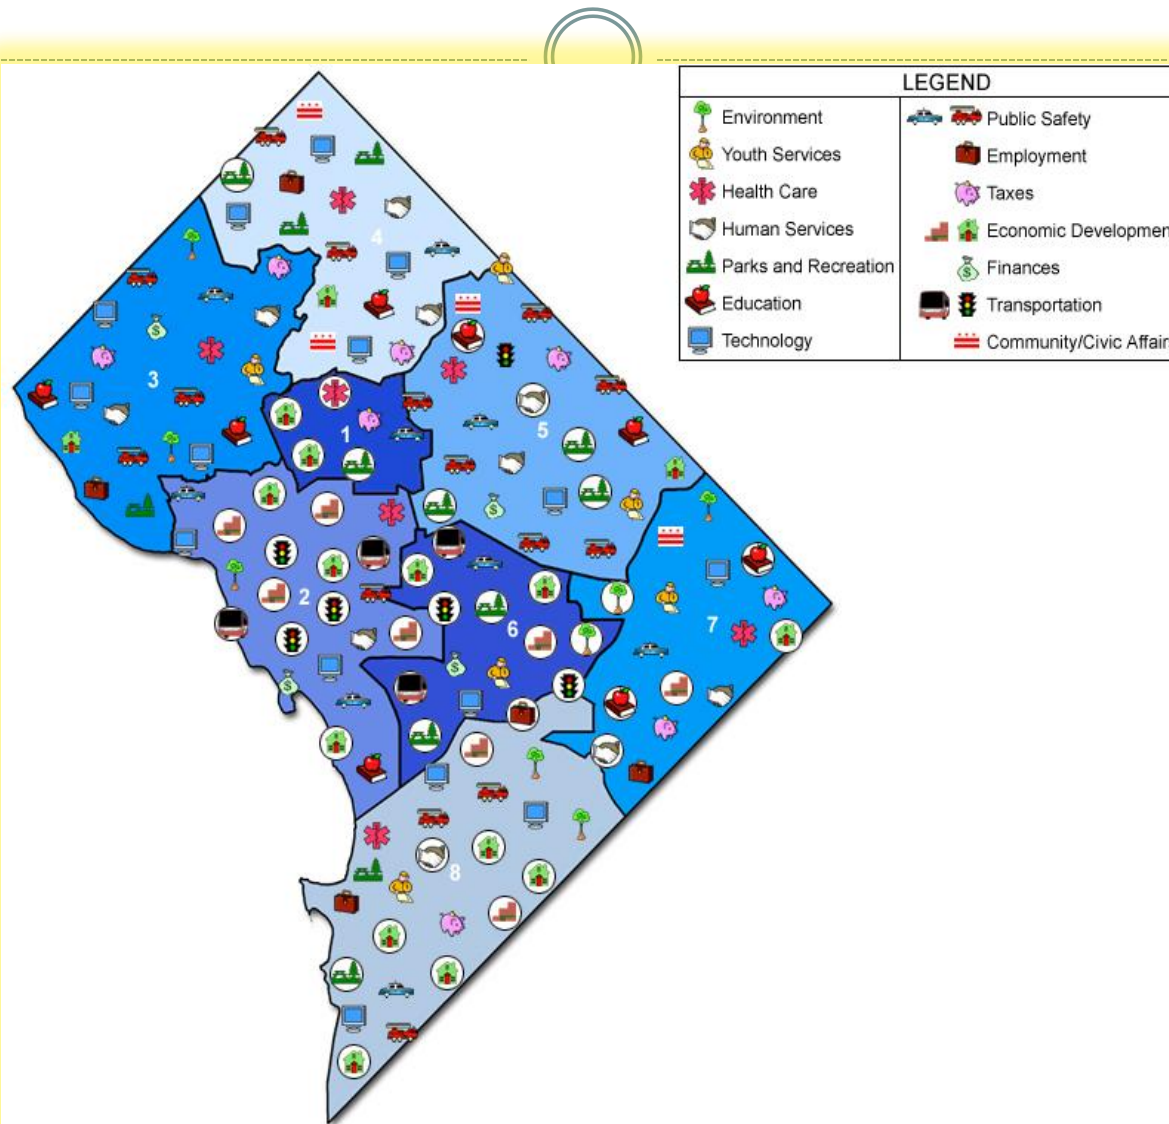 LEGEND
Environment
Youth Services
Health Care
Human Services
Parks and Recreation
Education
Technology
Public Safety
Employment
Taxes
Economic Developmen
Finances
Transportation
Community/Civic Affair
4
3
1
5
2
6
7
8